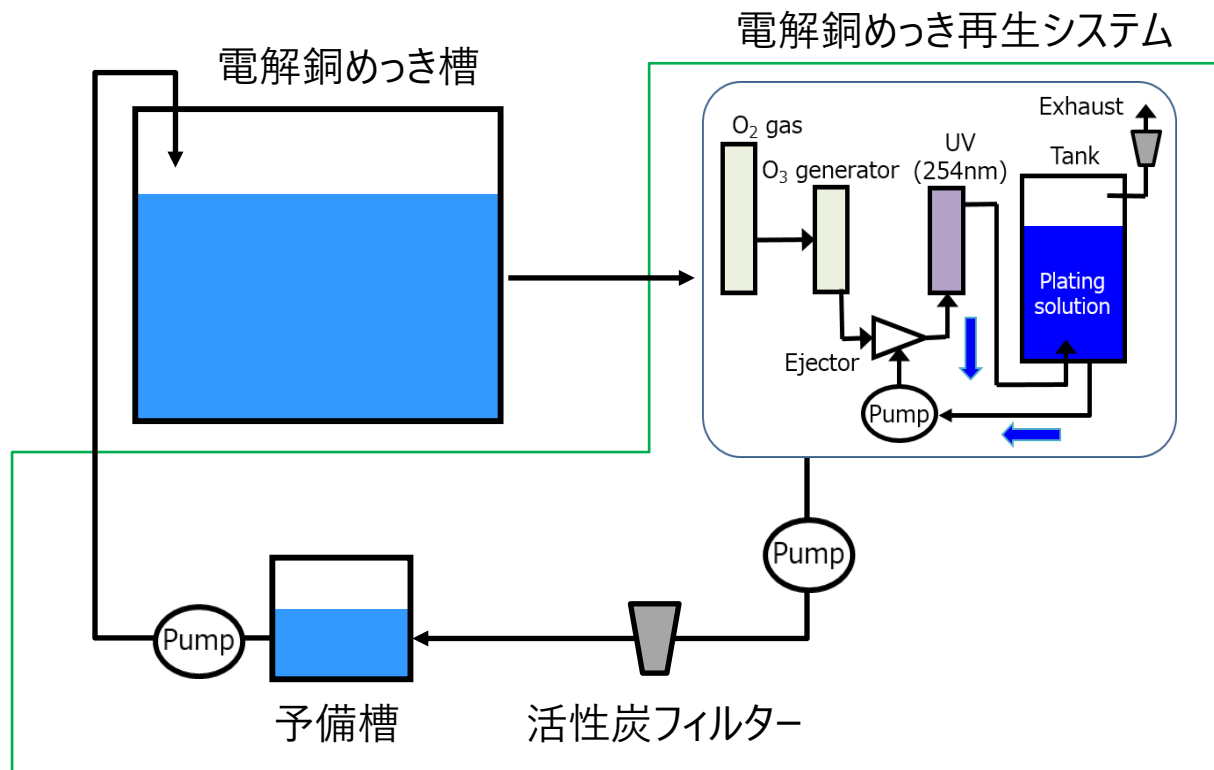 電解銅めっき再生システム
電解銅めっき槽
Exhaust
O₂ gas
UV
(254nm)
Tank
O₃ generator
Plating
solution
Ejector
Pump
Pump
Pump
予備槽
活性炭フィルター